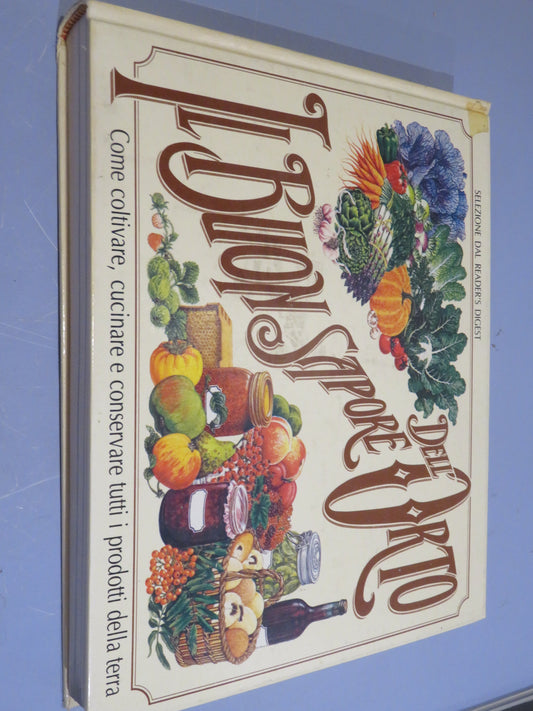 SELEZIONE DAL READER'S DIGEST
IL BUON SAPORE
DELL'ORTO
Come coltivare, cucinare e conservare tutti i prodotti della terra